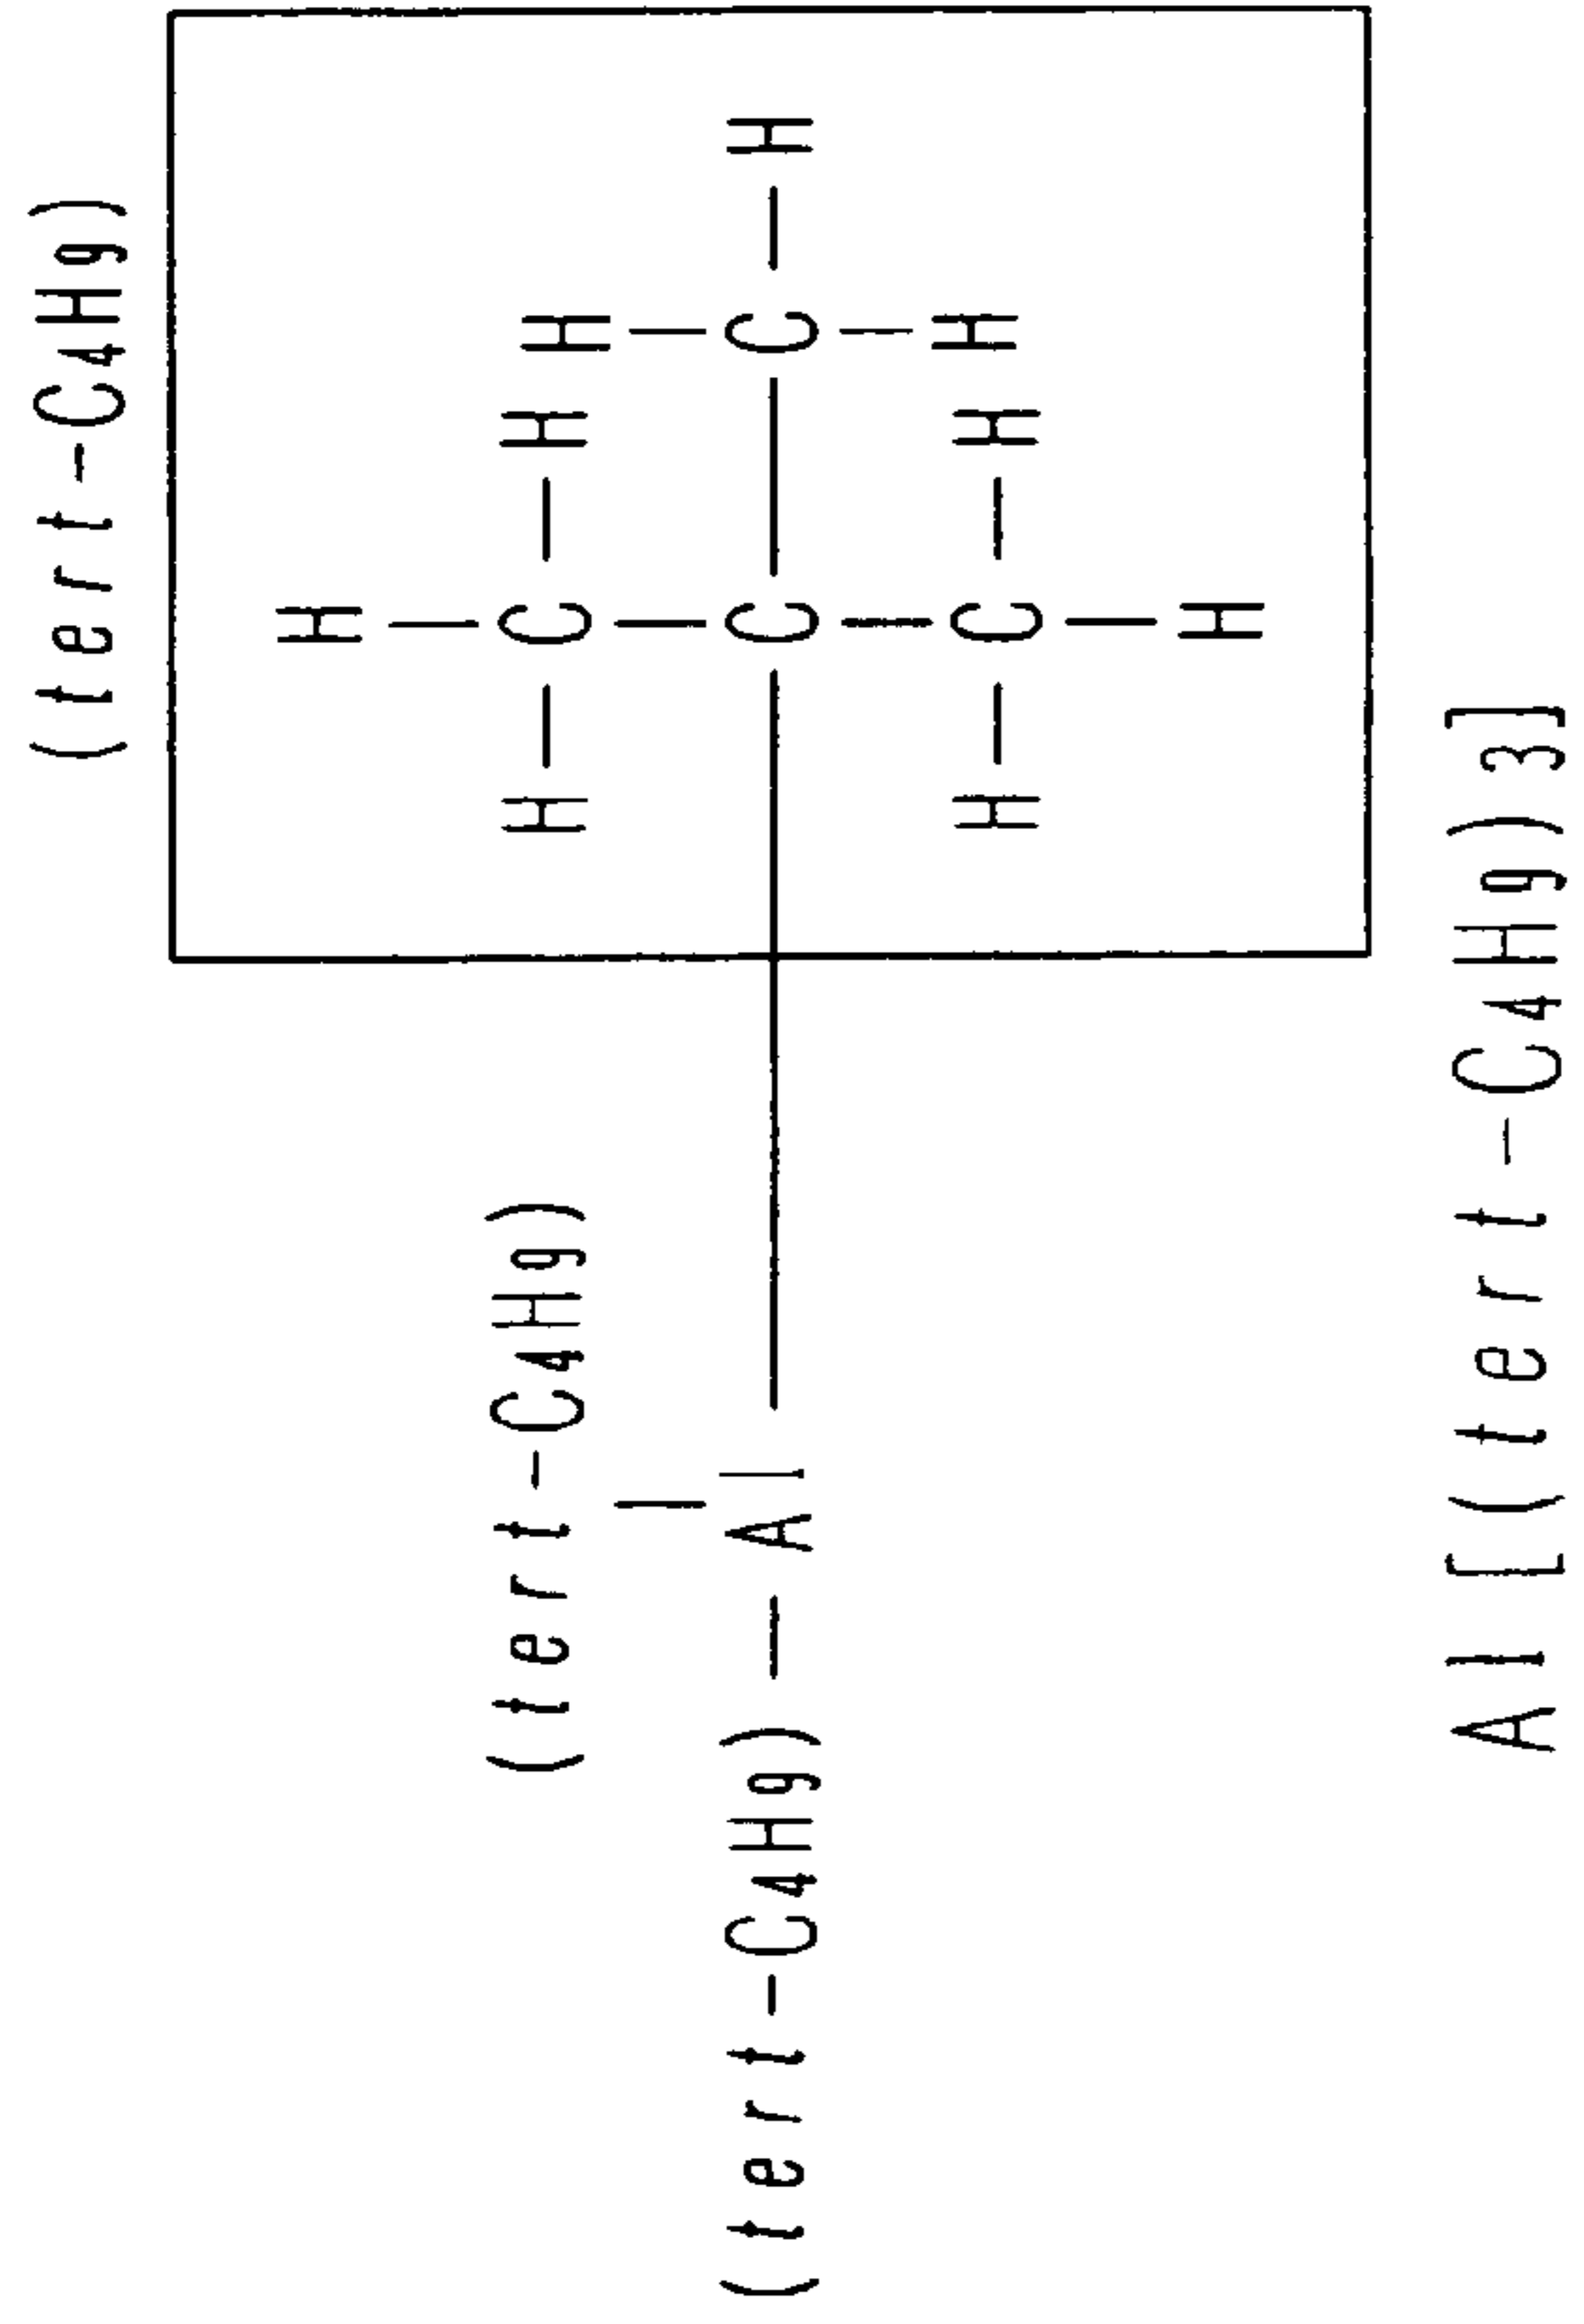 (tert-C4H9)
H
(tert-C4H9) H—C—H H
(tert-C4H9)—Al—C—C—H
H—C—H H
H
Al[(tert-C4H9)3]